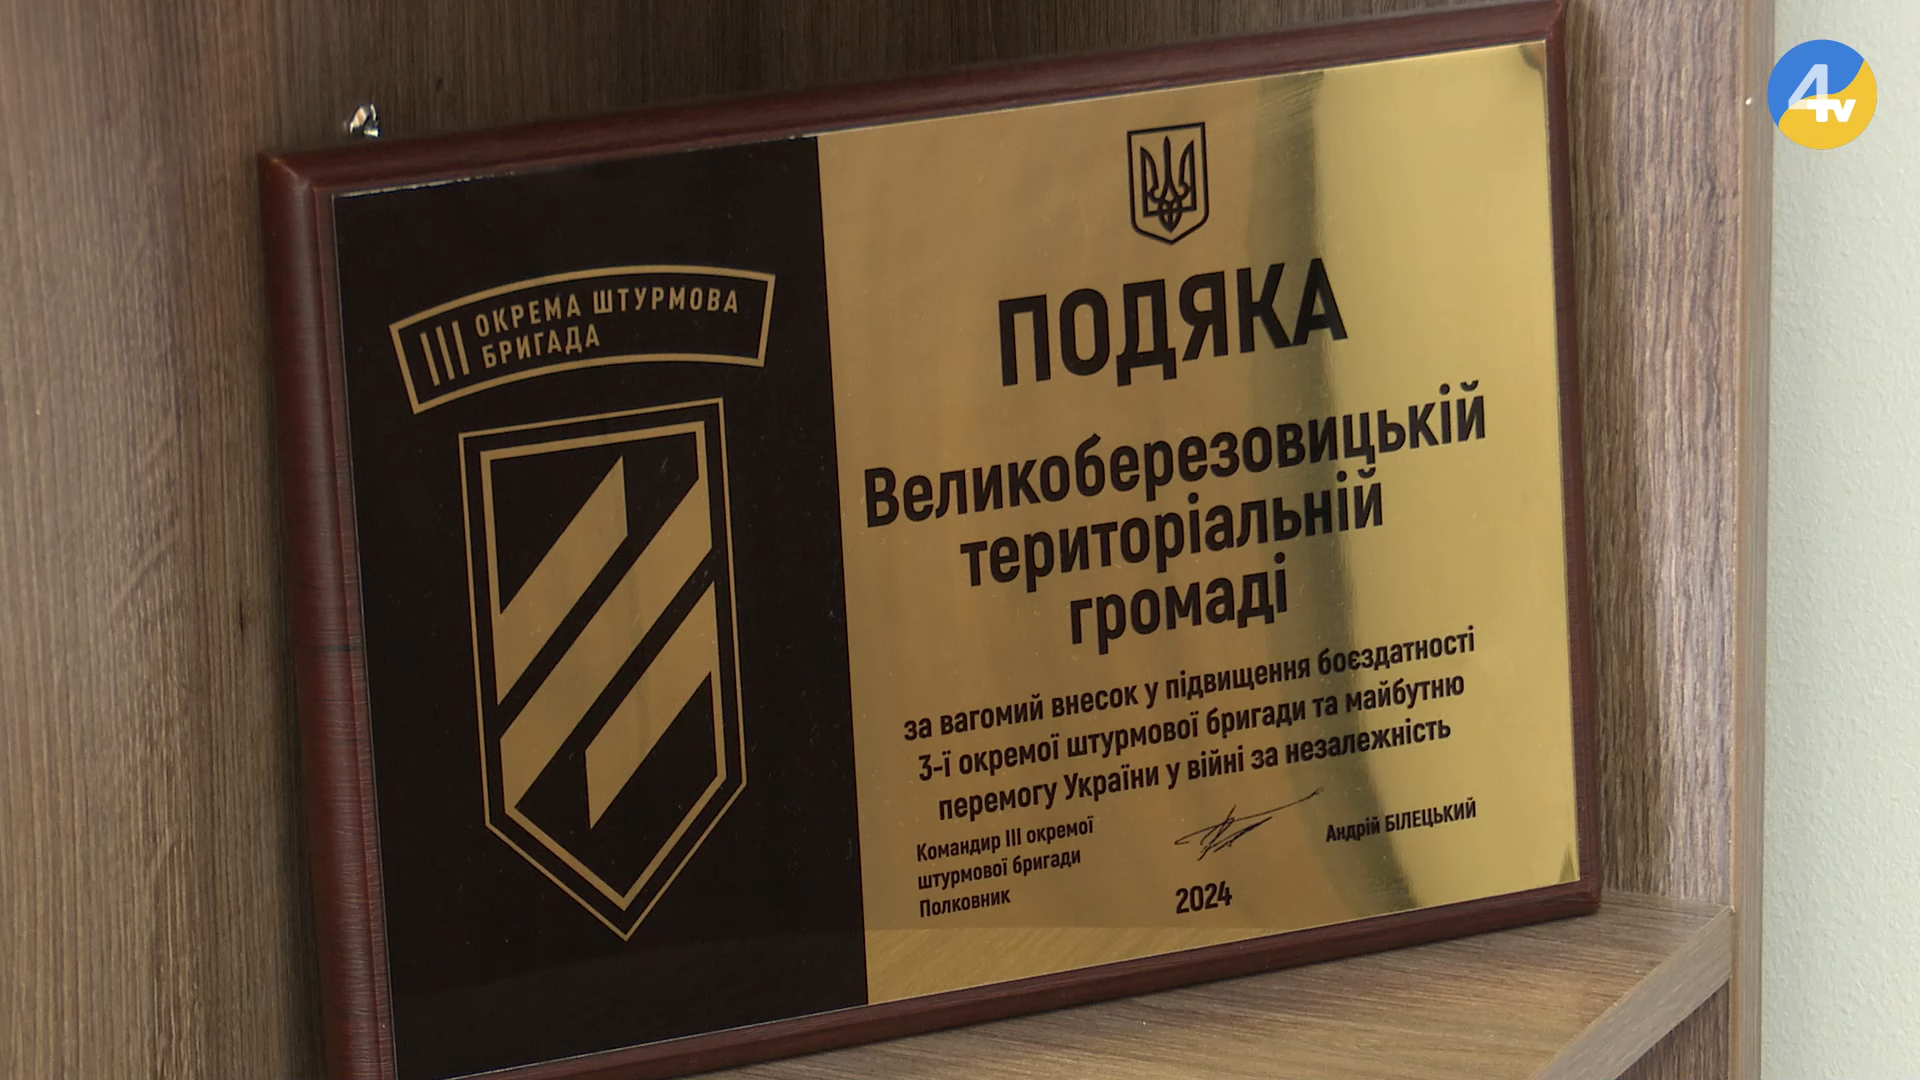 4tv
III ОКРЕМА ШТУРМОВА
БРИГАДА
ПОДЯКА
Великоберезовицькій
територіальній
громаді
за вагомий внесок у підвищення боєздатності
3-ї окремої штурмової бригади та майбутню
перемогу України у війні за незалежність
Командир III окремої
штурмової бригади
Полковник
Андрій БІЛЕЦЬКИЙ
2024